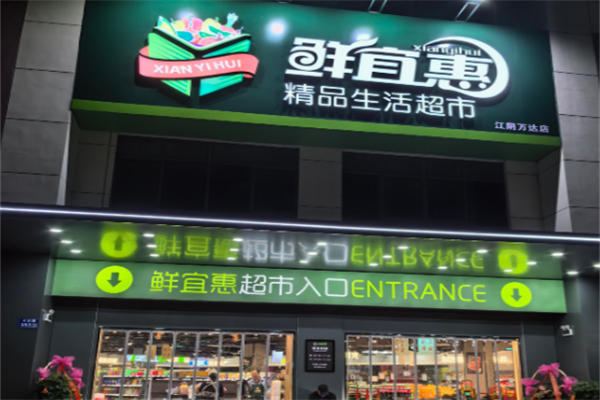 XIAN YI HUI
xianyihui
鲜宜惠
精品生活超市
江阴万达店
鲜宜惠超市入口ENTRANCE